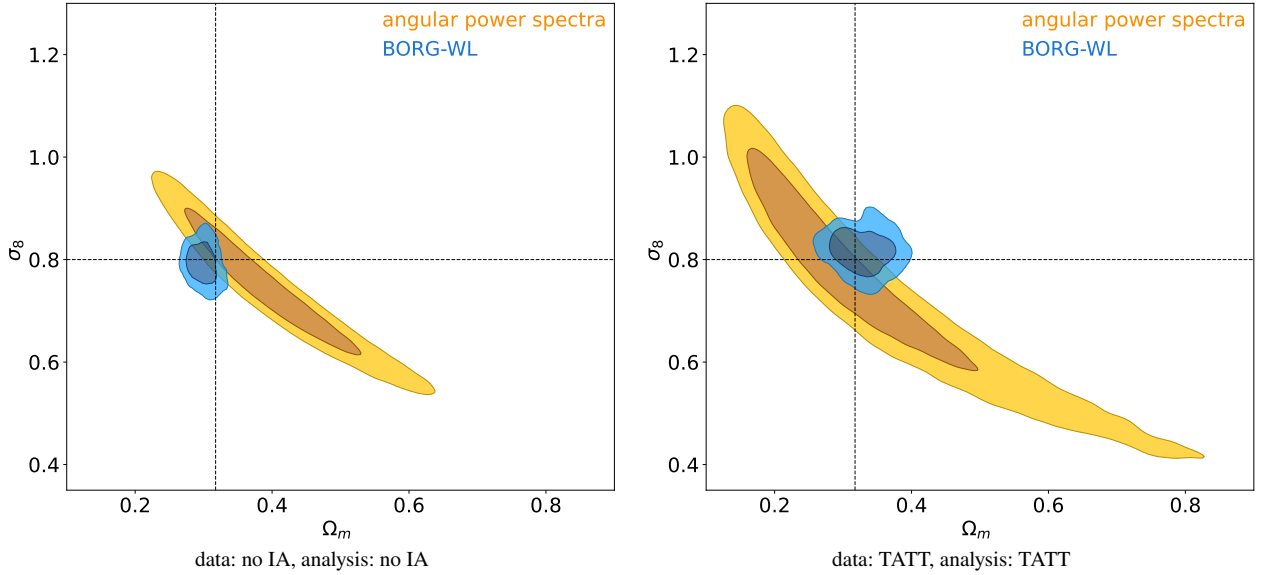 angular power spectra
BORG-WL
1.2
1.0
0.8
0.6
0.4
σ8
0.2 0.4 0.6 0.8
Ωm
data: no IA, analysis: no IA
angular power spectra
BORG-WL
1.2
1.0
0.8
0.6
0.4
σ8
0.2 0.4 0.6 0.8
Ωm
data: TATT, analysis: TATT